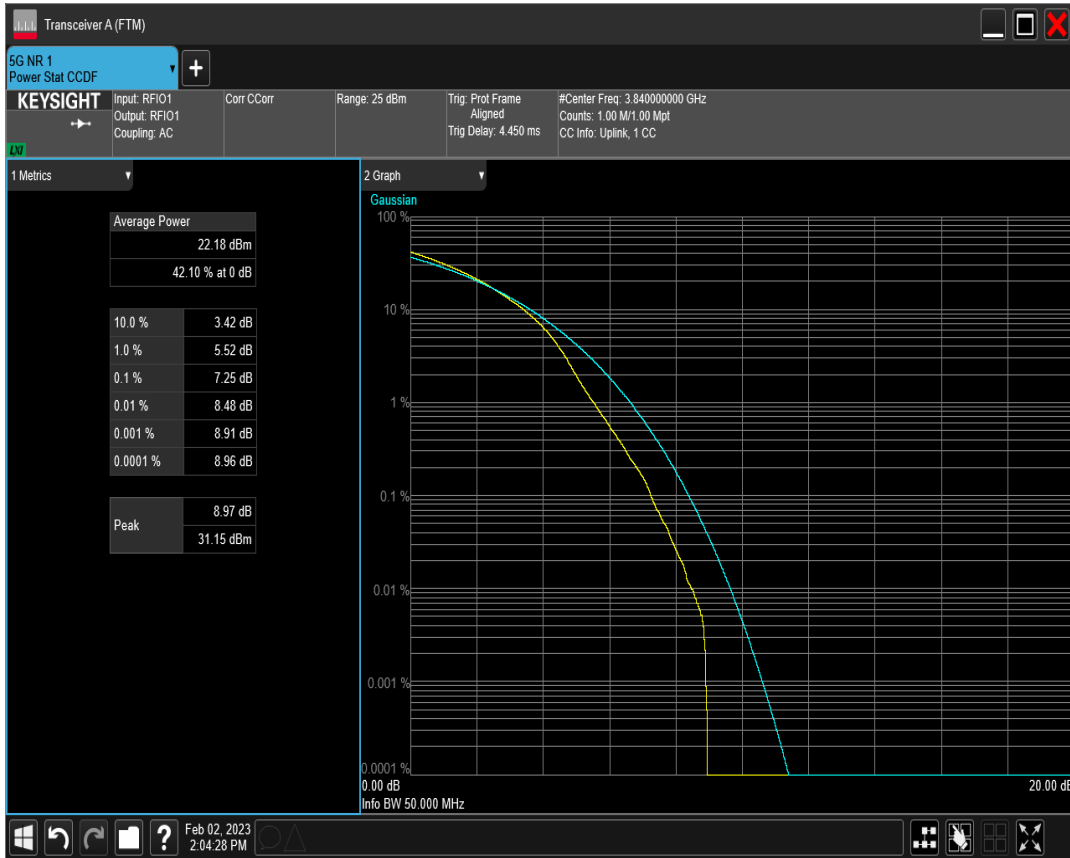 Transceiver A (FTM)
5G NR 1
Power Stat CCDF
KEYSIGHT
LXI
Input: RFIO1
Output: RFIO1
Coupling: AC
Corr CCorr
Range: 25 dBm
Trig: Prot Frame
Aligned
Trig Delay: 4.450 ms
#Center Freq: 3.840000000 GHz
Counts: 1.00 M/1.00 Mpt
CC Info: Uplink, 1 CC
1 Metrics
Average Power
22.18 dBm
42.10 % at 0 dB
10.0 % 3.42 dB
1.0 % 5.52 dB
0.1 % 7.25 dB
0.01 % 8.48 dB
0.001 % 8.91 dB
0.0001 % 8.96 dB
Peak
8.97 dB
31.15 dBm
2 Graph
Gaussian
100 %
10 %
1 %
0.1 %
0.01 %
0.001 %
0.0001 %
0.00 dB 20.00 dB
Info BW 50.000 MHz
?
Feb 02, 2023
2:04:28 PM